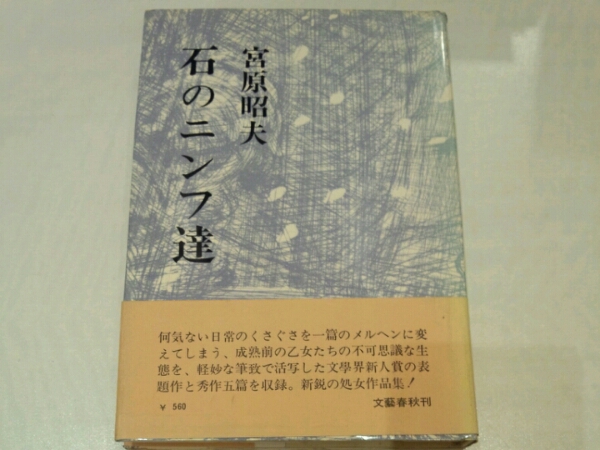 宮原昭夫
石のニンフ達
何気ない日常のくさぐさを一篇のメルヘンに変
えてしまう、成熟前の乙女たちの不可思議な生
態を、軽妙な筆致で活写した文學界新人賞の表
題作と秀作五篇を収録。新鋭の処女作品集!
¥ 560
文藝春秋刊